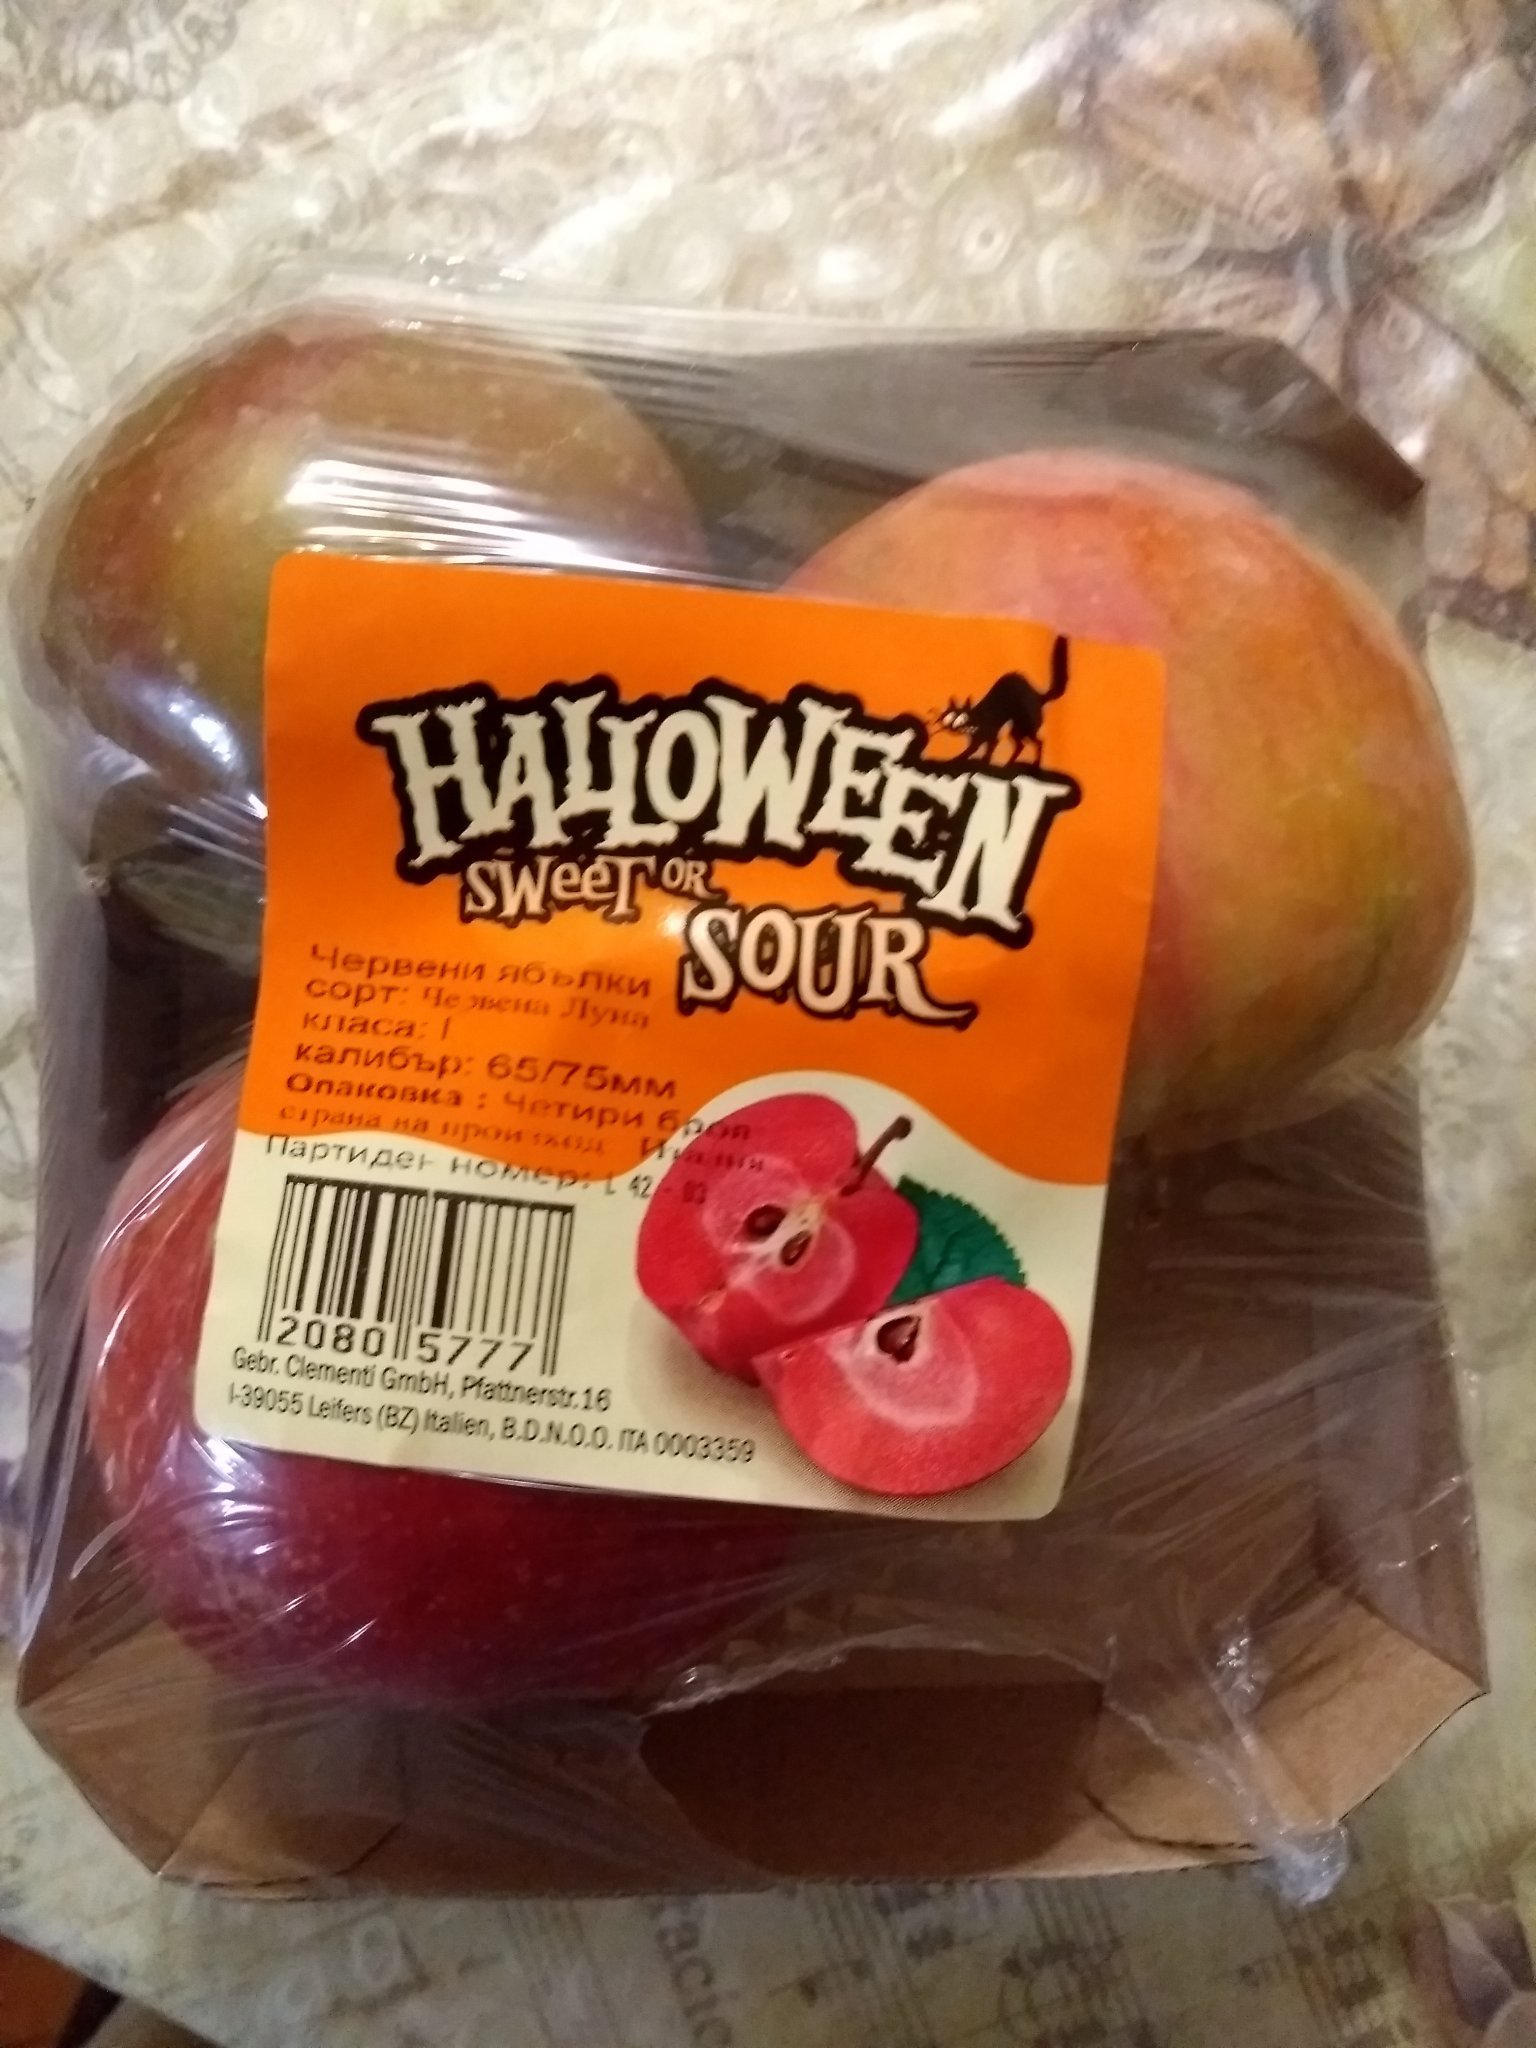 HALLOWEEN
SWEET OR
SOUR
Червени ябълки
сорт: Червена Луна
класа: I
калибър: 65/75мм
Опаковка : Четири броя
страна на произход Италия
Партиден номер: L 42 - 03
2080 5777
Gebr. Clementi GmbH, Pfattnerstr. 16
I-39055 Leifers (BZ) Italien, B.D.N.O.O. ITA 0003359